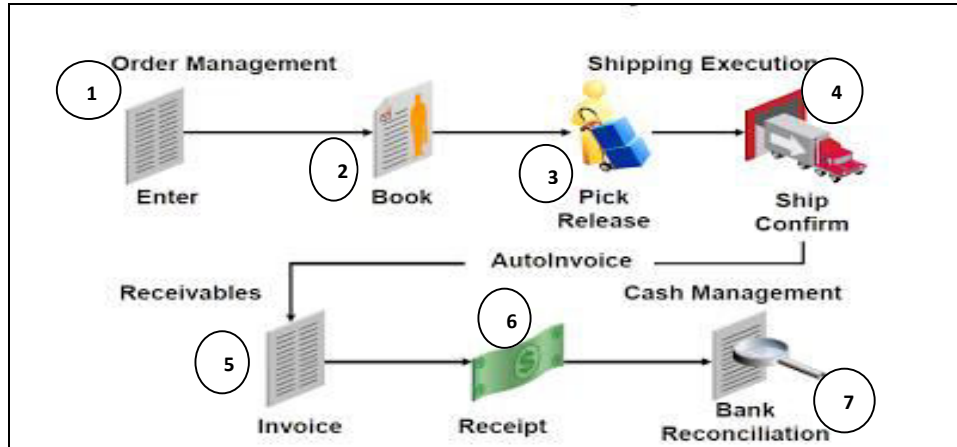 Order Management
Shipping Execution
1
4
2
3
Enter
Book
Pick
Release
Ship
Confirm
AutoInvoice
Receivables
Cash Management
6
5
7
Invoice
Receipt
Bank
Reconciliation